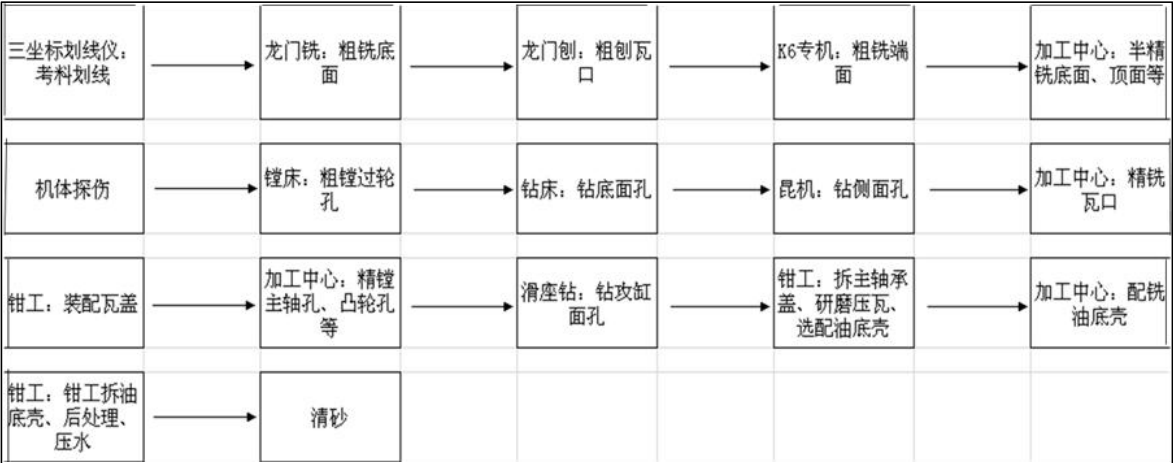 三坐标划线仪：
考料划线
龙门铣：粗铣底
面
龙门刨：粗刨瓦
口
K6专机：粗铣端
面
加工中心：半精
铣底面、顶面等
机体探伤
镗床：粗镗过轮
孔
钻床：钻底面孔
昆机：钻侧面孔
加工中心：精铣
瓦口
钳工：装配瓦盖
加工中心：精镗
主轴孔、凸轮孔
等
滑座钻：钻攻缸
面孔
钳工：拆主轴承
盖、研磨压瓦、
选配油底壳
加工中心：配铣
油底壳
钳工：钳工拆油
底壳、后处理、
压水
清砂